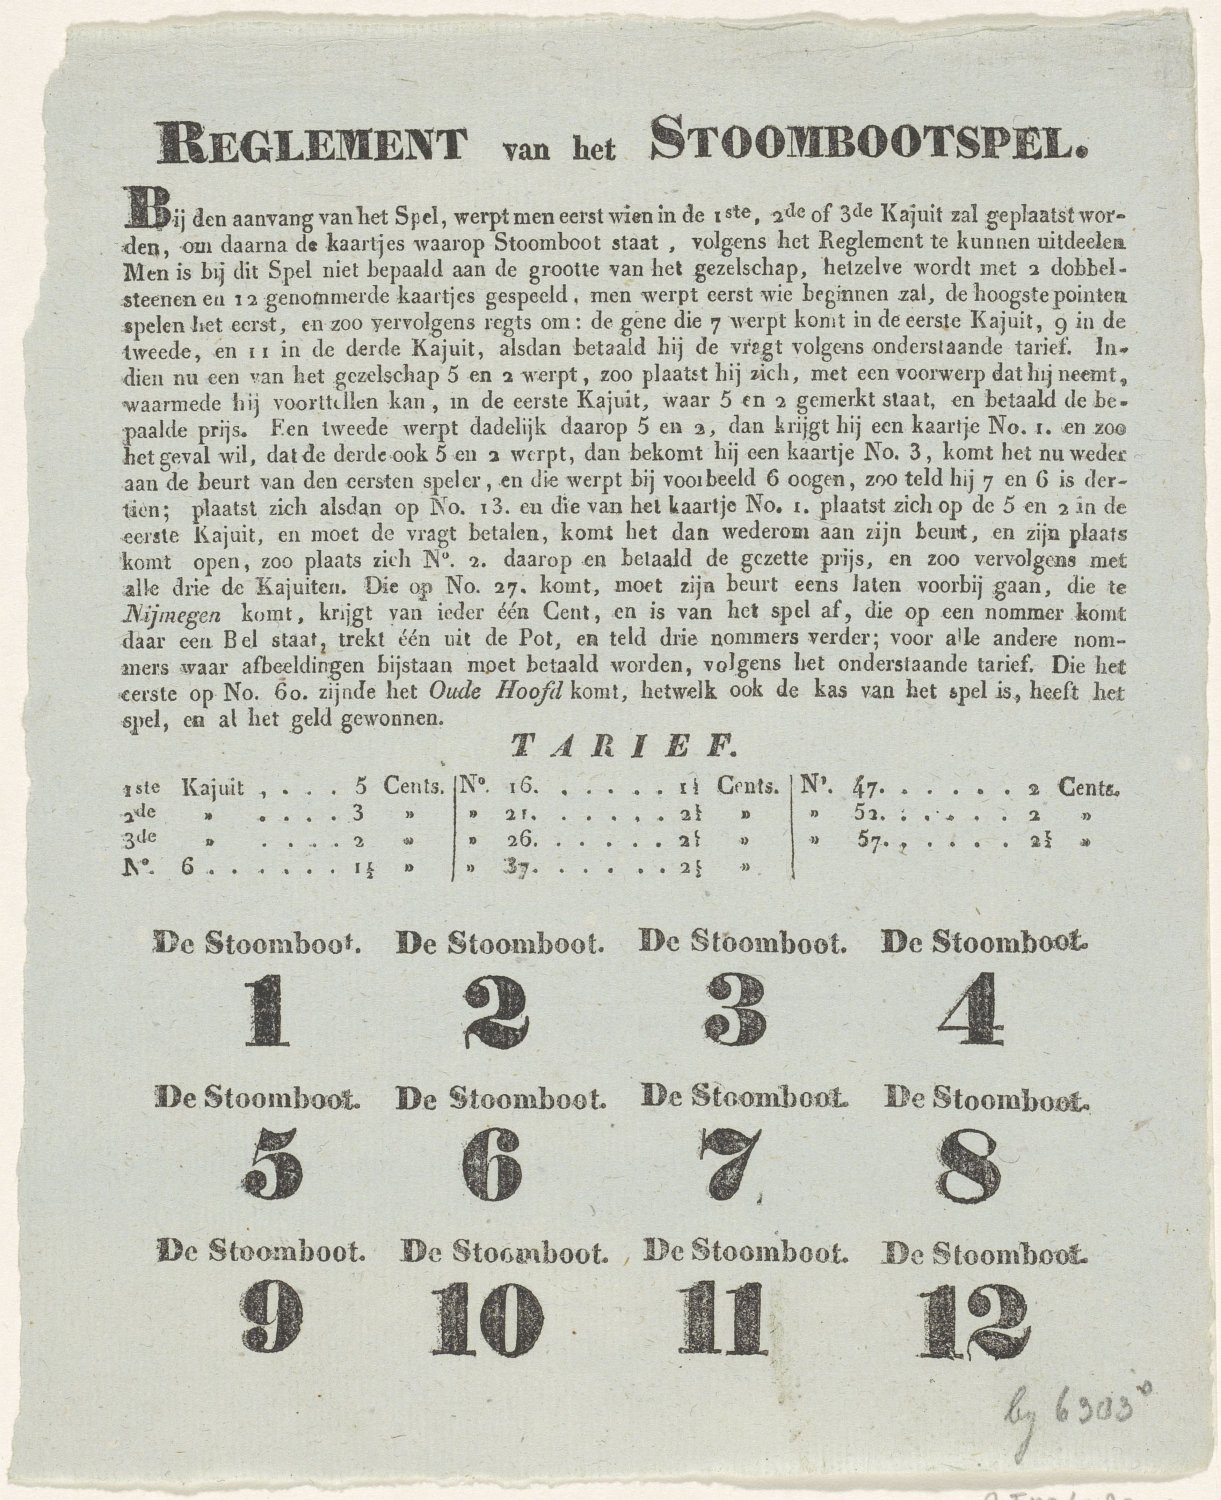 REGLEMENT van het STOOMBOOTSPEL.
Bij den aanvang van het Spel, werpt men eerst wien in de 1ste, 2de of 3de Kajuit zal geplaatst wor-
den, om daarna de kaartjes waarop Stoomboot staat, volgens het Reglement te kunnen uitdeelen
Men is bij dit Spel niet bepaald aan de grootte van het gezelschap, hetzelve wordt met 2 dobbel-
steenen en 12 genommerde kaartjes gespeeld, men werpt eerst wie beginnen zal, de hoogste pointen
spelen het eerst, en zoo vervolgens regts om: de gene die 7 werpt komt in de eerste Kajuit, 9 in de
tweede, en 11 in de derde Kajuit, alsdan betaald hij de vragt volgens onderstaande tarief. In-
dien nu een van het gezelschap 5 en 2 werpt, zoo plaatst hij zich, met een voorwerp dat hij neemt,
waarmede hij voorttellen kan, in de eerste Kajuit, waar 5 en 2 gemerkt staat, en betaald de be-
paalde prijs. Een tweede werpt dadelijk daarop 5 en 2, dan krijgt hij een kaartje No. 1. en zoo
het geval wil, dat de derde ook 5 en 2 werpt, dan bekomt hij een kaartje No. 3, komt het nu weder
aan de beurt van den eersten speler, en die werpt bij voorbeeld 6 oogen, zoo teld hij 7 en 6 is der-
tien; plaatst zich alsdan op No. 13. en die van het kaartje No. 1. plaatst zich op de 5 en 2 in de
eerste Kajuit, en moet de vragt betalen, komt het dan wederom aan zijn beurt, en zijn plaats
komt open, zoo plaats zich No. 2. daarop en betaald de gezette prijs, en zoo vervolgens met
alle drie de Kajuiten. Die op No. 27. komt, moet zijn beurt eens laten voorbij gaan, die te
Nijmegen komt, krijgt van ieder één Cent, en is van het spel af, die op een nommer komt
daar een Bel staat, trekt één uit de Pot, en teld drie nommers verder; voor alle andere nom-
mers waar afbeeldingen bijstaan moet betaald worden, volgens het onderstaande tarief. Die het
eerste op No. 60. zijnde het Oude Hoofd komt, hetwelk ook de kas van het spel is, heeft het
spel, en al het geld gewonnen.
TARIEF.
1ste Kajuit , . . . 5 Cents. No. 16. . . . . . 1½ Cents. No. 47. . . . . . 2 Cents.
2de » . . . . 3 » » 21. . . . . . 2½ » » 52. . . . . . 2 »
3de » . . . . 2 » » 26. . . . . . 2½ » » 57. . . . . . 2½ »
No. 6 . . . . . . 1½ » » 37. . . . . . 2½ »
De Stoomboot. De Stoomboot. De Stoomboot. De Stoomboot.
1 2 3 4
De Stoomboot. De Stoomboot. De Stoomboot. De Stoomboot.
5 6 7 8
De Stoomboot. De Stoomboot. De Stoomboot. De Stoomboot.
9 10 11 12
by 6303